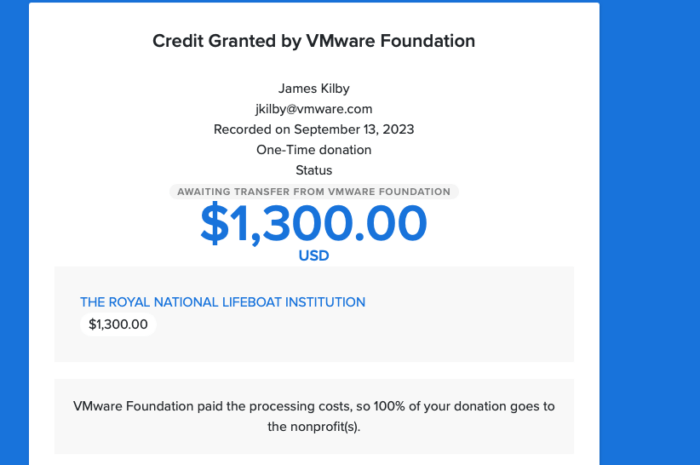 Credit Granted by VMware Foundation
James Kilby
jkilby@vmware.com
Recorded on September 13, 2023
One-Time donation
Status
AWAITING TRANSFER FROM VMWARE FOUNDATION
$1,300.00
USD
THE ROYAL NATIONAL LIFEBOAT INSTITUTION
$1,300.00
VMware Foundation paid the processing costs, so 100% of your donation goes to
the nonprofit(s).